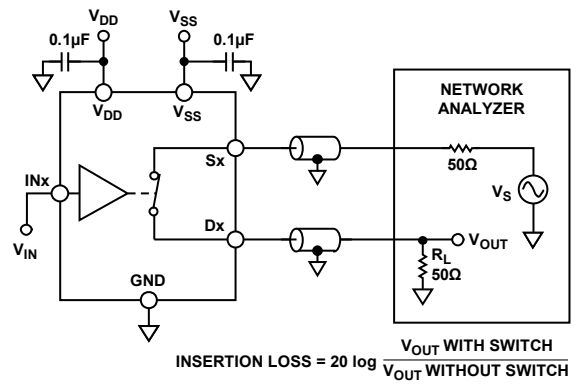 VDD
VSS
0.1µF
0.1µF
VDD
VSS
NETWORK
ANALYZER
Sx
50Ω
INx
VS
Dx
VOUT
VIN
RL
50Ω
GND
INSERTION LOSS = 20 log VOUT WITH SWITCH
VOUT WITHOUT SWITCH